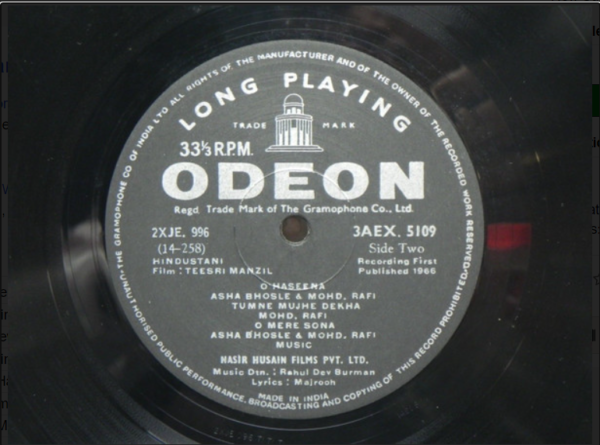 THE GRAMOPHONE CO OF INDIA LTD ALL RIGHTS OF THE MANUFACTURER AND OF THE OWNER OF THE RECORDED WORK RESERVED.
LONG PLAYING
TRADE MARK
33⅓ R.P.M.
ODEON
Regd. Trade Mark of The Gramophone Co., Ltd.
2XJE. 996 3AEX. 5109
(14-258) Side Two
HINDUSTANI Recording First
Film : TEESRI MANZIL Published 1966
O HASEENA
ASHA BHOSLE & MOHD. RAFI
TUMNE MUJHE DEKHA
MOHD. RAFI
O MERE SONA
ASHA BHOSLE & MOHD. RAFI
MUSIC
NASIR HUSAIN FILMS PVT. LTD.
Music Dtn. : Rahul Dev Burman
Lyrics : Majrooh
MADE IN INDIA
UNAUTHORISED PUBLIC PERFORMANCE, BROADCASTING AND COPYING OF THIS RECORD PROHIBITED.